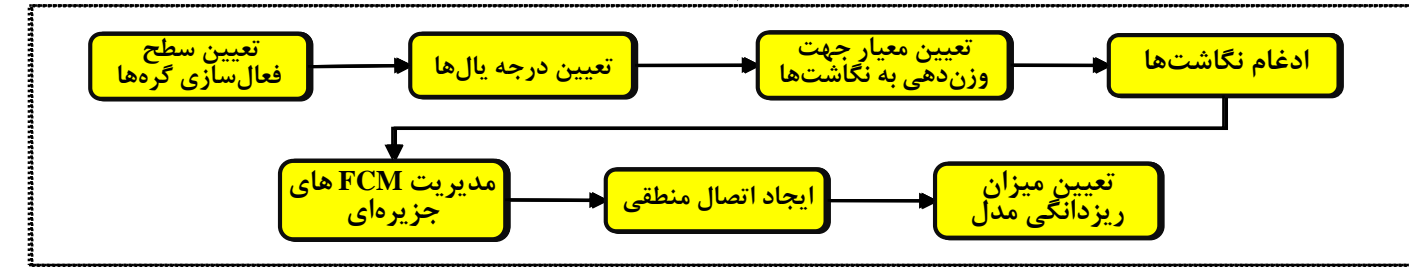 تعیین سطح
فعال‌سازی گره‌ها
تعیین درجه یال‌ها
تعیین معیار جهت
وزن‌دهی به نگاشت‌ها
ادغام نگاشت‌ها
مدیریت FCM های
جزیره‌ای
ایجاد اتصال منطقی
تعیین میزان
ریزدانگی مدل